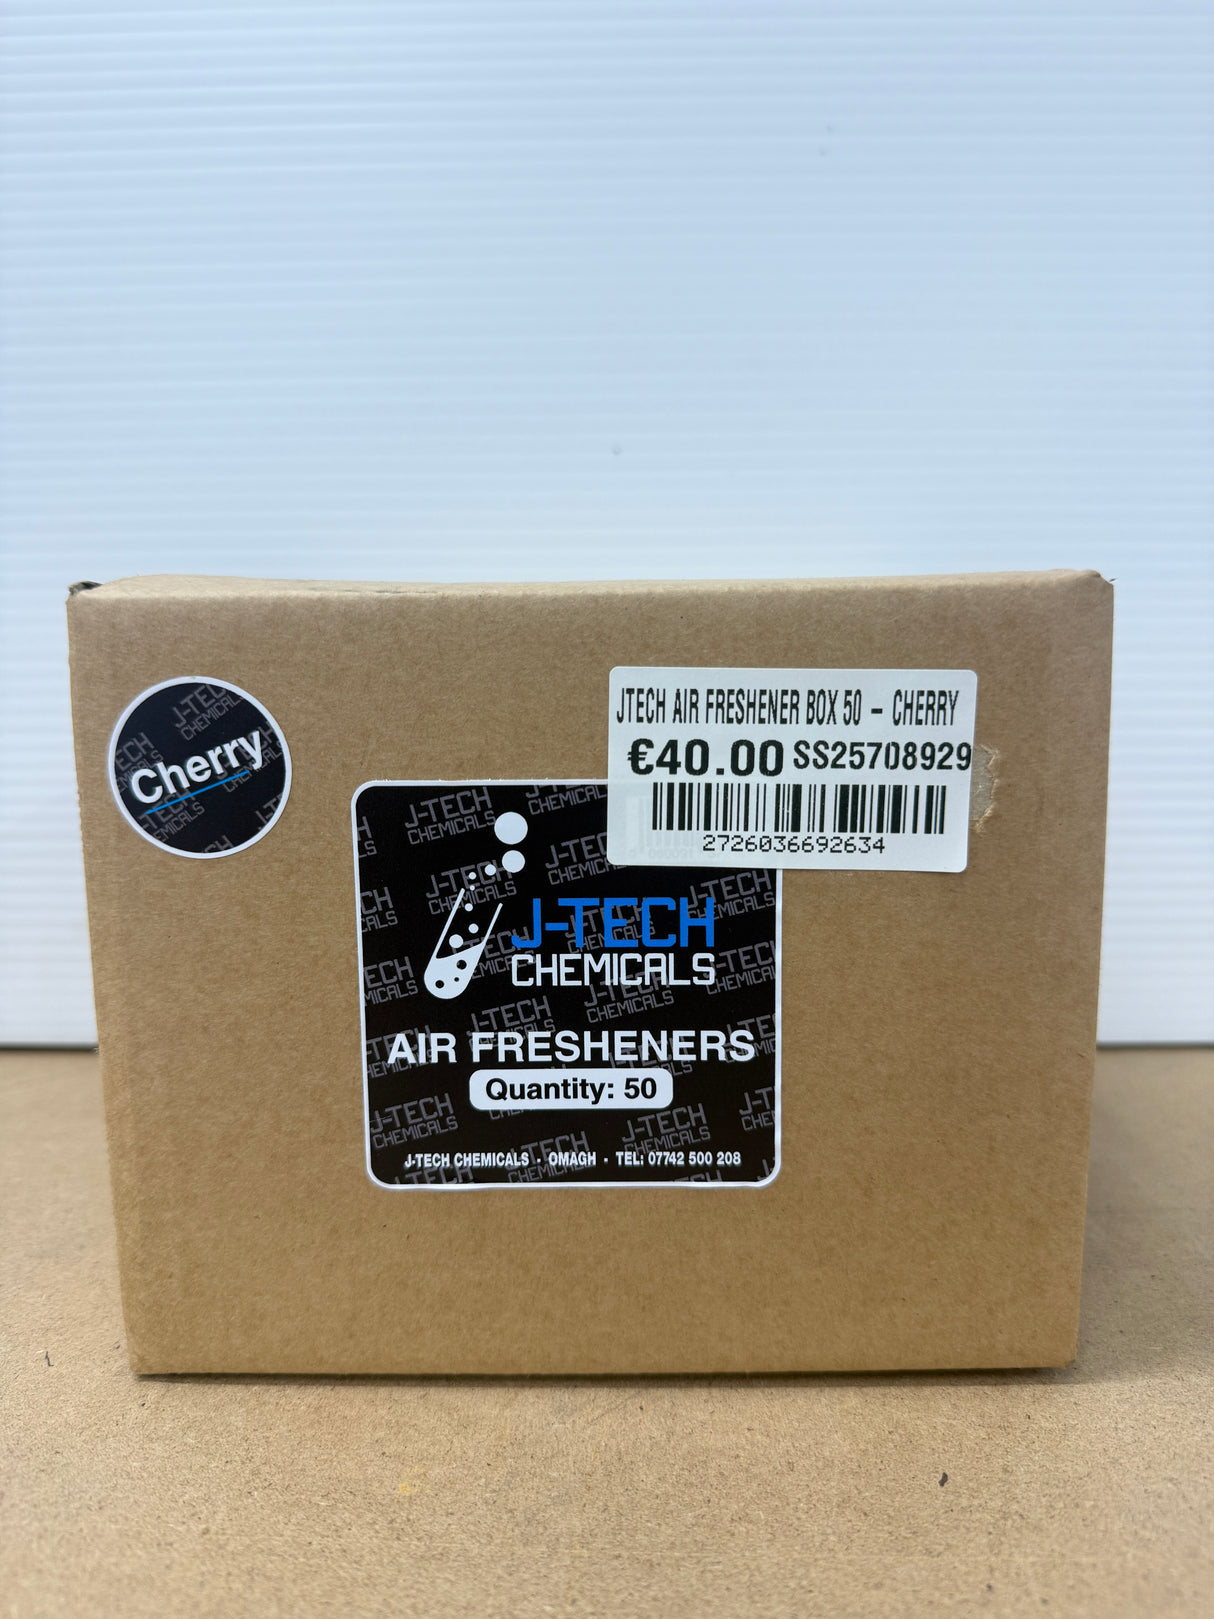 Cherry
JTECH AIR FRESHENER BOX 50 - CHERRY
€40.00 SS25708929
2726036692634
J-TECH
CHEMICALS
AIR FRESHENERS
Quantity: 50
J-TECH CHEMICALS - OMAGH - TEL: 07742 500 208